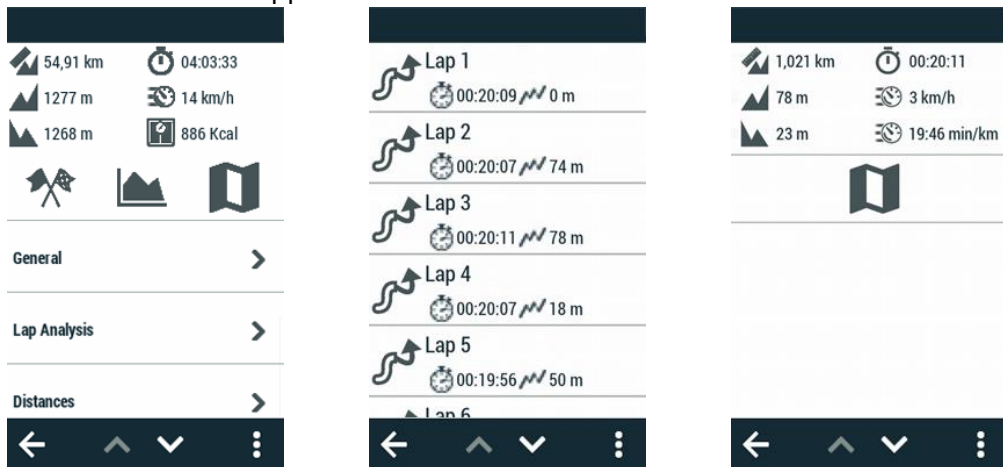 54,91 km 04:03:33
1277 m 14 km/h
1268 m 886 Kcal
General
Lap Analysis
Distances
Lap 1
00:20:09 0 m
Lap 2
00:20:07 74 m
Lap 3
00:20:11 78 m
Lap 4
00:20:07 18 m
Lap 5
00:19:56 50 m
Lap 6
1,021 km 00:20:11
78 m 3 km/h
23 m 19:46 min/km